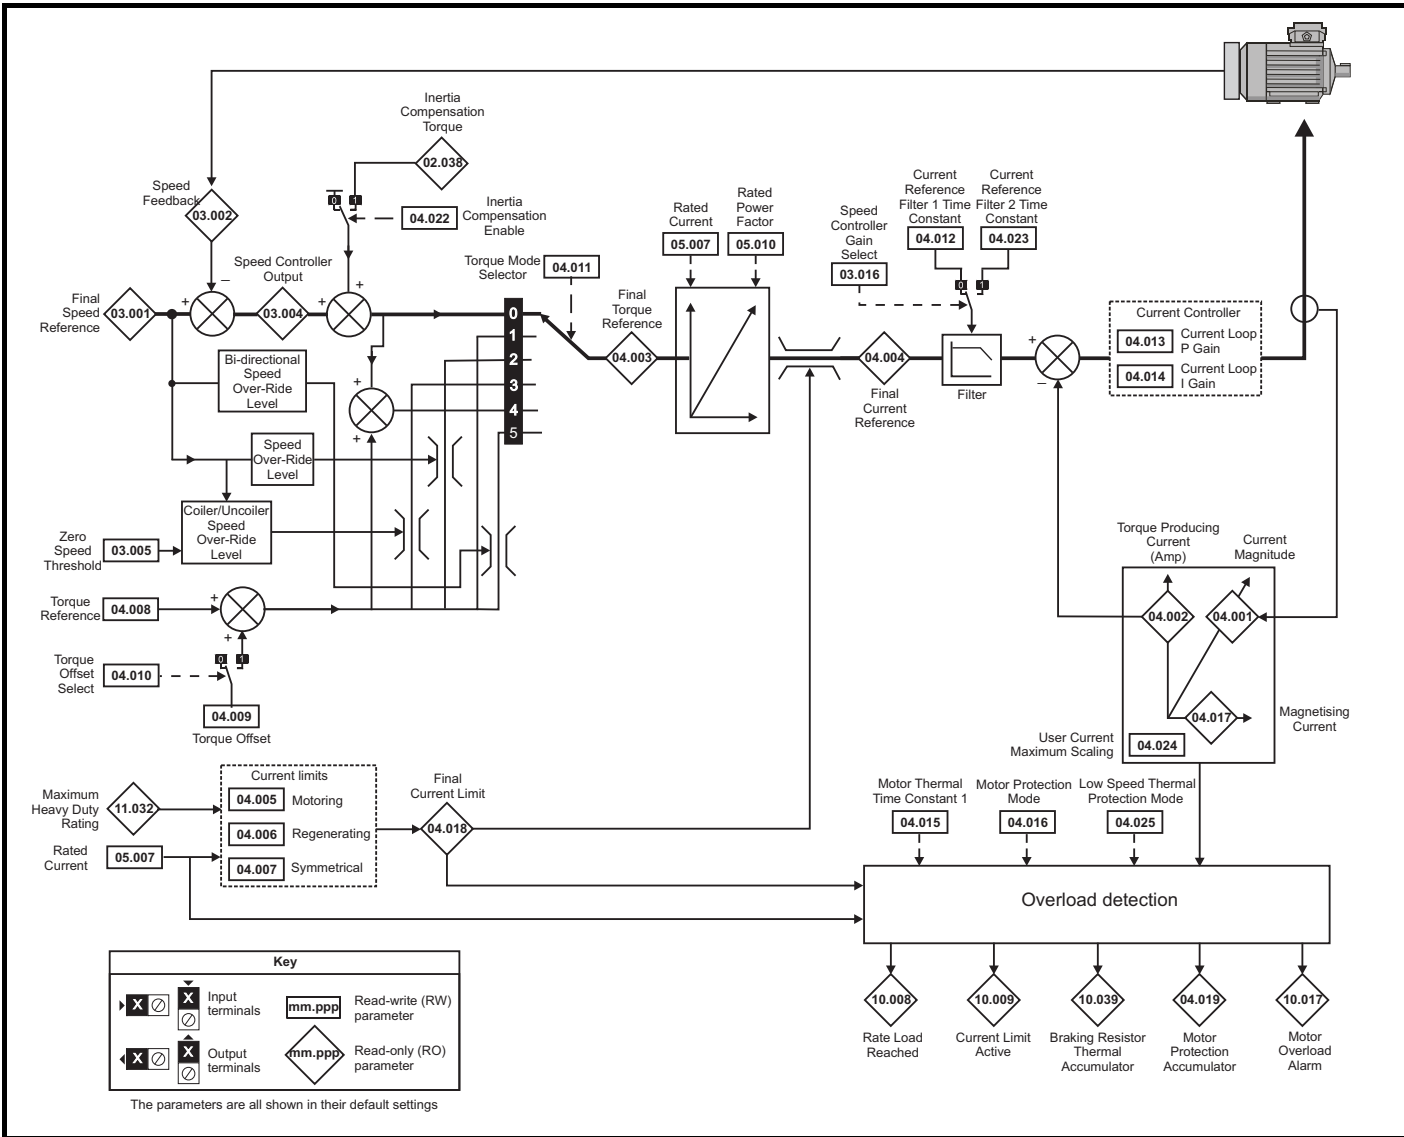 Inertia
Compensation
Torque
02.038
Speed
Feedback
03.002
0 1
04.022
Inertia
Compensation
Enable
Rated
Current
05.007
Rated
Power
Factor
05.010
Speed
Controller
Gain
Select
03.016
Current
Reference
Filter 1 Time
Constant
04.012
Current
Reference
Filter 2 Time
Constant
04.023
0 1
Final
Speed
Reference
03.001
+
–
Speed Controller
Output
03.004
+
+
Torque Mode
Selector
04.011
0
1
2
3
4
5
Final
Torque
Reference
04.003
04.004
Final
Current
Reference
Filter
+
–
Current Controller
04.013
Current Loop
P Gain
04.014
Current Loop
I Gain
Bi-directional
Speed
Over-Ride
Level
+
+
Speed
Over-Ride
Level
Coiler/Uncoiler
Speed
Over-Ride
Level
Zero
Speed
Threshold
03.005
Torque
Reference
04.008
+
+
Torque
Offset
Select
04.010
0 1
04.009
Torque Offset
Torque Producing
Current
(Amp)
Current
Magnitude
04.002
04.001
04.017
Magnetising
Current
User Current
Maximum Scaling
04.024
Maximum
Heavy Duty
Rating
11.032
Rated
Current
05.007
Current limits
04.005
Motoring
04.006
Regenerating
04.007
Symmetrical
Final
Current Limit
04.018
Motor Thermal
Time Constant 1
04.015
Motor Protection
Mode
04.016
Low Speed Thermal
Protection Mode
04.025
Overload detection
10.008
Rate Load
Reached
10.009
Current Limit
Active
10.039
Braking Resistor
Thermal
Accumulator
04.019
Motor
Protection
Accumulator
10.017
Motor
Overload
Alarm
Key
X
X
Input
terminals
mm.ppp
Read-write (RW)
parameter
X
X
Output
terminals
mm.ppp
Read-only (RO)
parameter
The parameters are all shown in their default settings